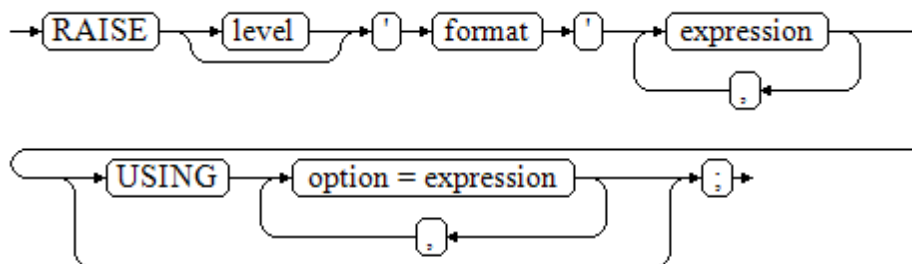 RAISE level ' format ' expression
,
USING option = expression ;
,